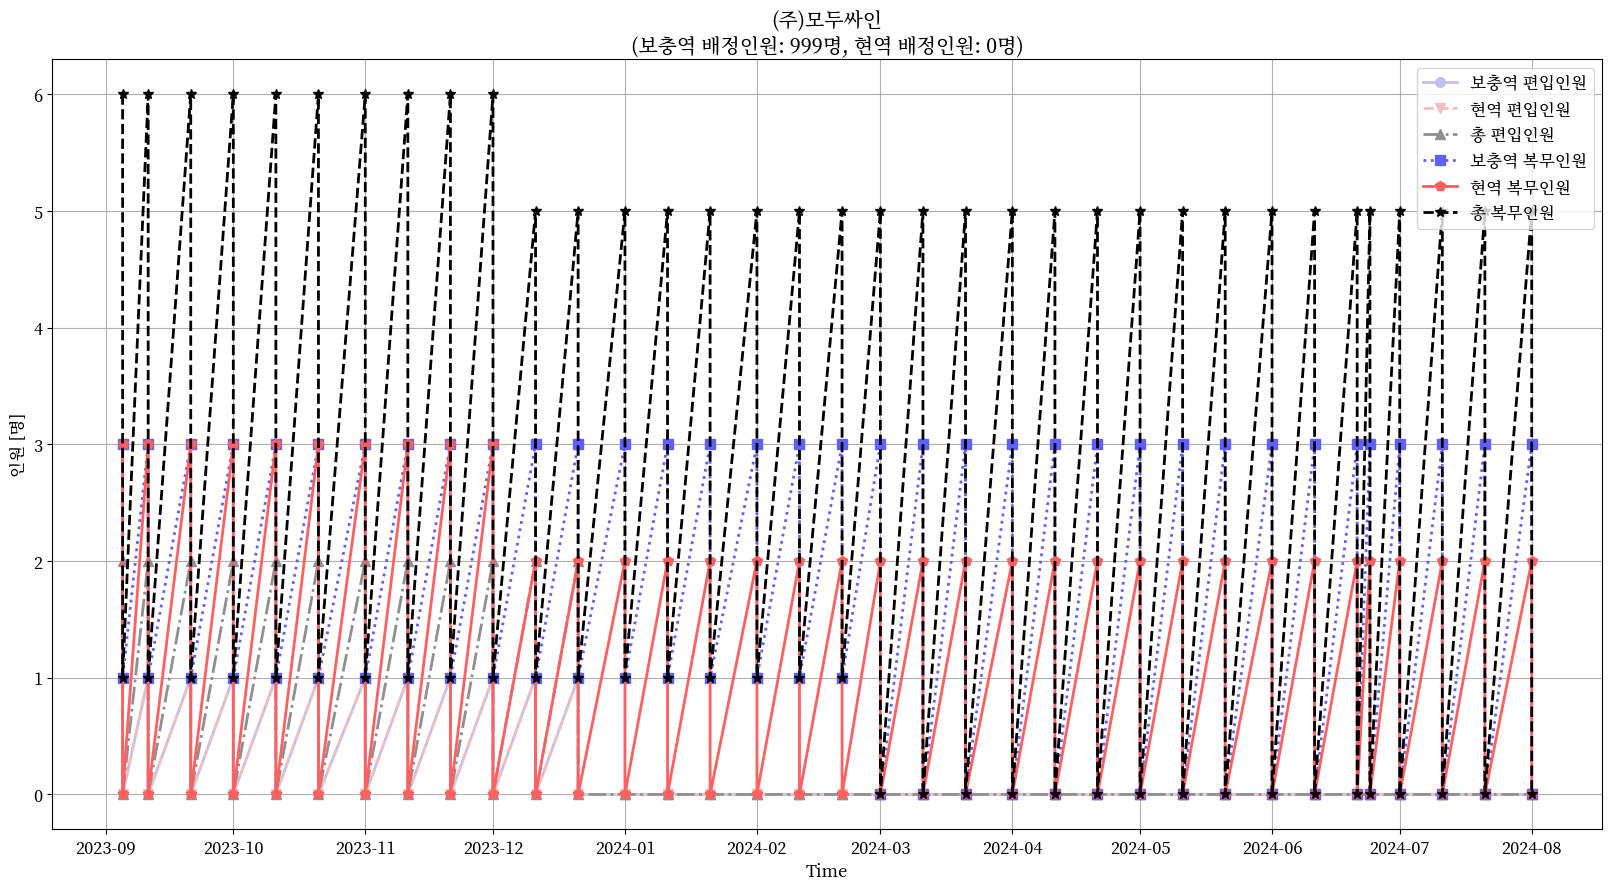 (주)모두싸인
(보충역 배정인원: 999명, 현역 배정인원: 0명)
보충역 편입인원
현역 편입인원
총 편입인원
보충역 복무인원
현역 복무인원
총 복무인원
인원 [명]
6
5
4
3
2
1
0
2023-09 2023-10 2023-11 2023-12 2024-01 2024-02 2024-03 2024-04 2024-05 2024-06 2024-07 2024-08
Time